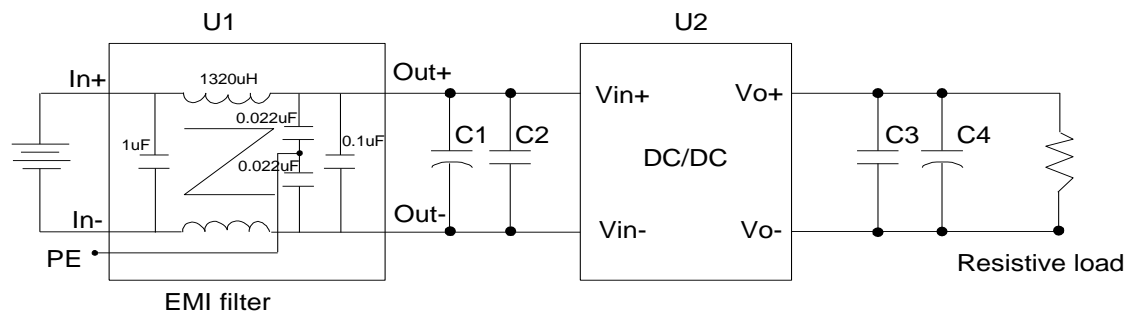 U1
U2
In+
1320uH
Out+
Vin+
Vo+
0.022uF
1uF
0.1uF
C1
C2
C3
C4
DC/DC
0.022uF
In-
Out-
Vin-
Vo-
PE
Resistive load
EMI filter